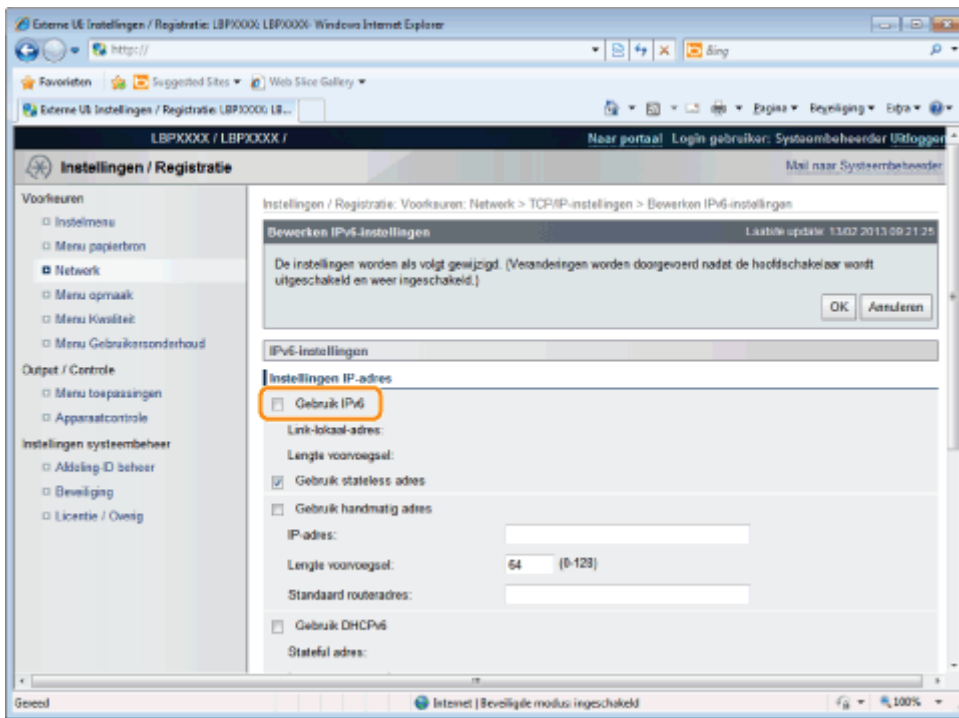 Externe UI: Instellingen / Registratie: LBPXXXX: LBPXXXX- Windows Internet Explorer
http://
Bing
Favorieten Suggested Sites Web Slice Gallery
Externe UI: Instellingen / Registratie: LBPXXXX: LB...
Pagina Beveiliging Extra
LBPXXXX / LBPXXXX /
Naar portaal Login gebruiker: Systeembeheerder Uitloggen
Instellingen / Registratie
Mail naar Systeembeheerder
Voorkeuren
Instelmenu
Menu papierbron
Netwerk
Menu opmaak
Menu Kwaliteit
Menu Gebruikersonderhoud
Output / Controle
Menu toepassingen
Apparaatcontrole
Instellingen systeembeheer
Afdeling-ID beheer
Beveiliging
Licentie / Overig
Instellingen / Registratie: Voorkeuren: Netwerk > TCP/IP-instellingen > Bewerken IPv6-instellingen
Bewerken IPv6-instellingen
Laatste update: 13/02 2013 09:21:25
De instellingen worden als volgt gewijzigd. (Veranderingen worden doorgevoerd nadat de hoofdschakelaar wordt
uitgeschakeld en weer ingeschakeld.)
OK Annuleren
IPv6-instellingen
Instellingen IP-adres
Gebruik IPv6
Link-lokaal-adres:
Lengte voorvoegsel:
Gebruik stateless adres
Gebruik handmatig adres
IP-adres:
Lengte voorvoegsel: 64 (0-128)
Standaard routeradres:
Gebruik DHCPv6
Stateful adres:
Gereed
Internet | Beveiligde modus: ingeschakeld
100%